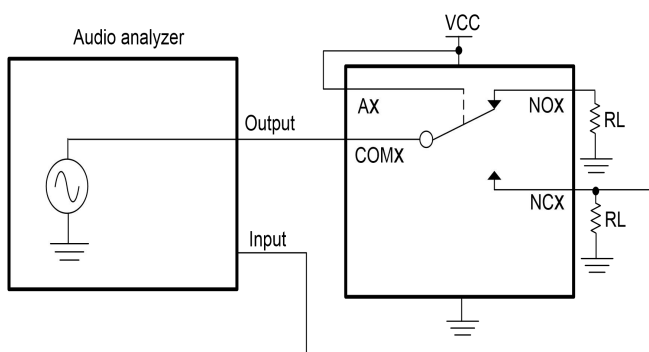 VCC
Audio analyzer
AX
NOX
RL
Output
COMX
NCX
RL
Input